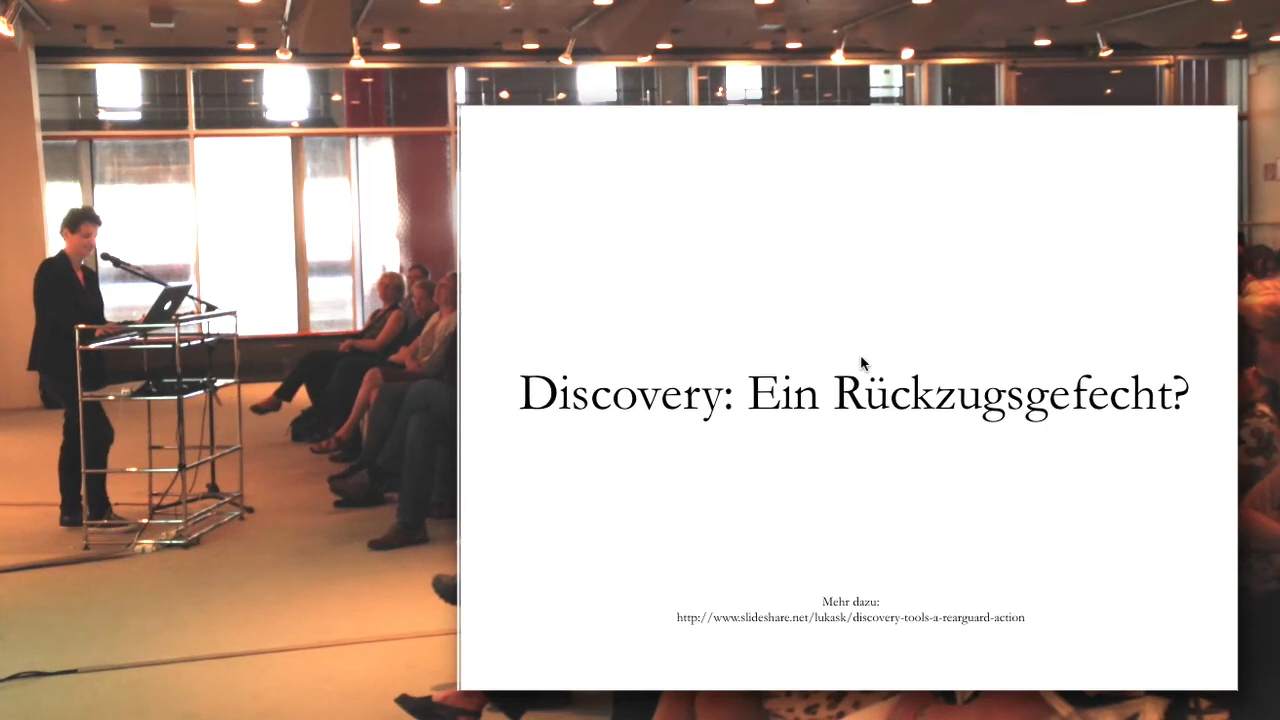 Discovery: Ein Rückzugsgefecht?
Mehr dazu:
http://www.slideshare.net/lukask/discovery-tools-a-rearguard-action